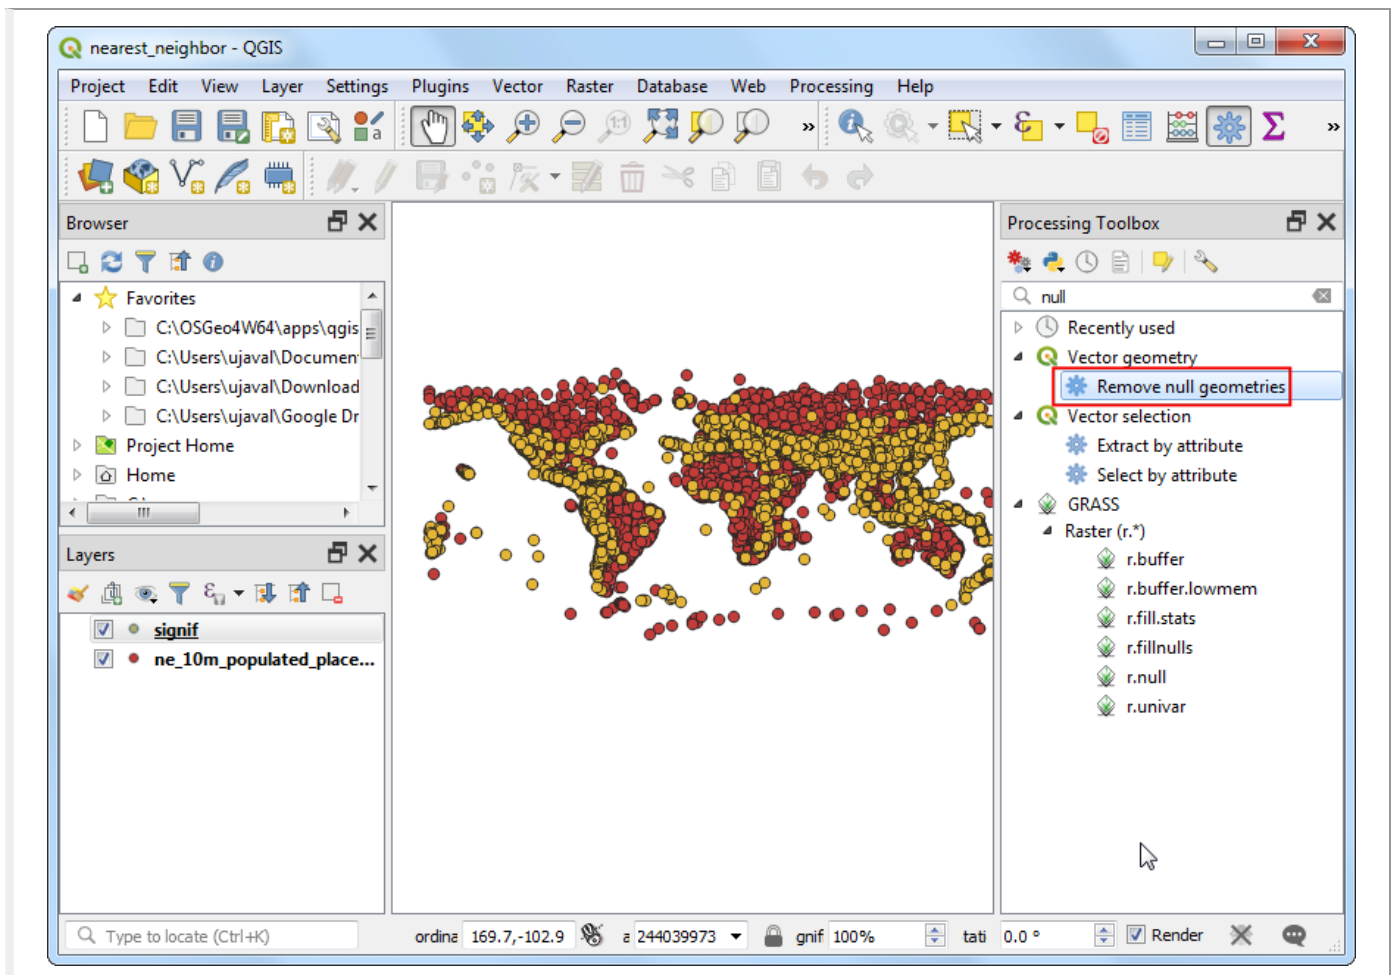 nearest_neighbor - QGIS
Project Edit View Layer Settings Plugins Vector Raster Database Web Processing Help
1:1
»
»
a
Browser
Favorites
C:\OSGeo4W64\apps\qgis
C:\Users\ujaval\Documen
C:\Users\ujaval\Download
C:\Users\ujaval\Google Dr
Project Home
Home
Layers
signif
ne_10m_populated_place...
Processing Toolbox
null
Recently used
Vector geometry
Remove null geometries
Vector selection
Extract by attribute
Select by attribute
GRASS
Raster (r.*)
r.buffer
r.buffer.lowmem
r.fill.stats
r.fillnulls
r.null
r.univar
Type to locate (Ctrl+K) ordina 169.7,-102.9 a 244039973 gnif 100% tati 0.0 ° Render